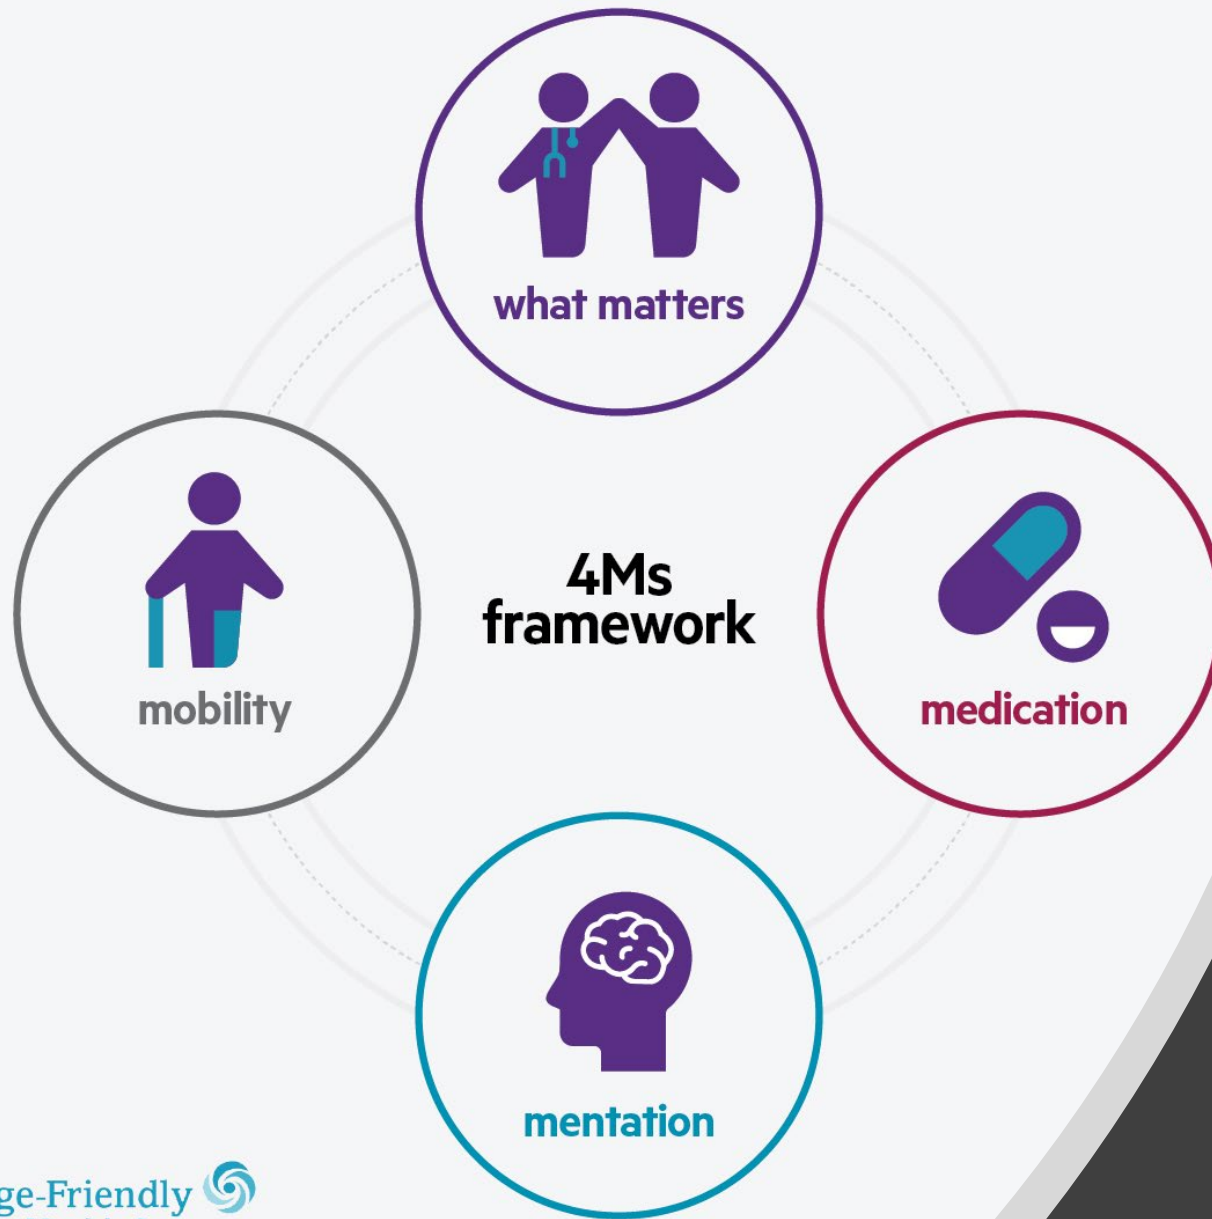 what matters
mobility
4Ms
framework
medication
mentation
ge-Friendly